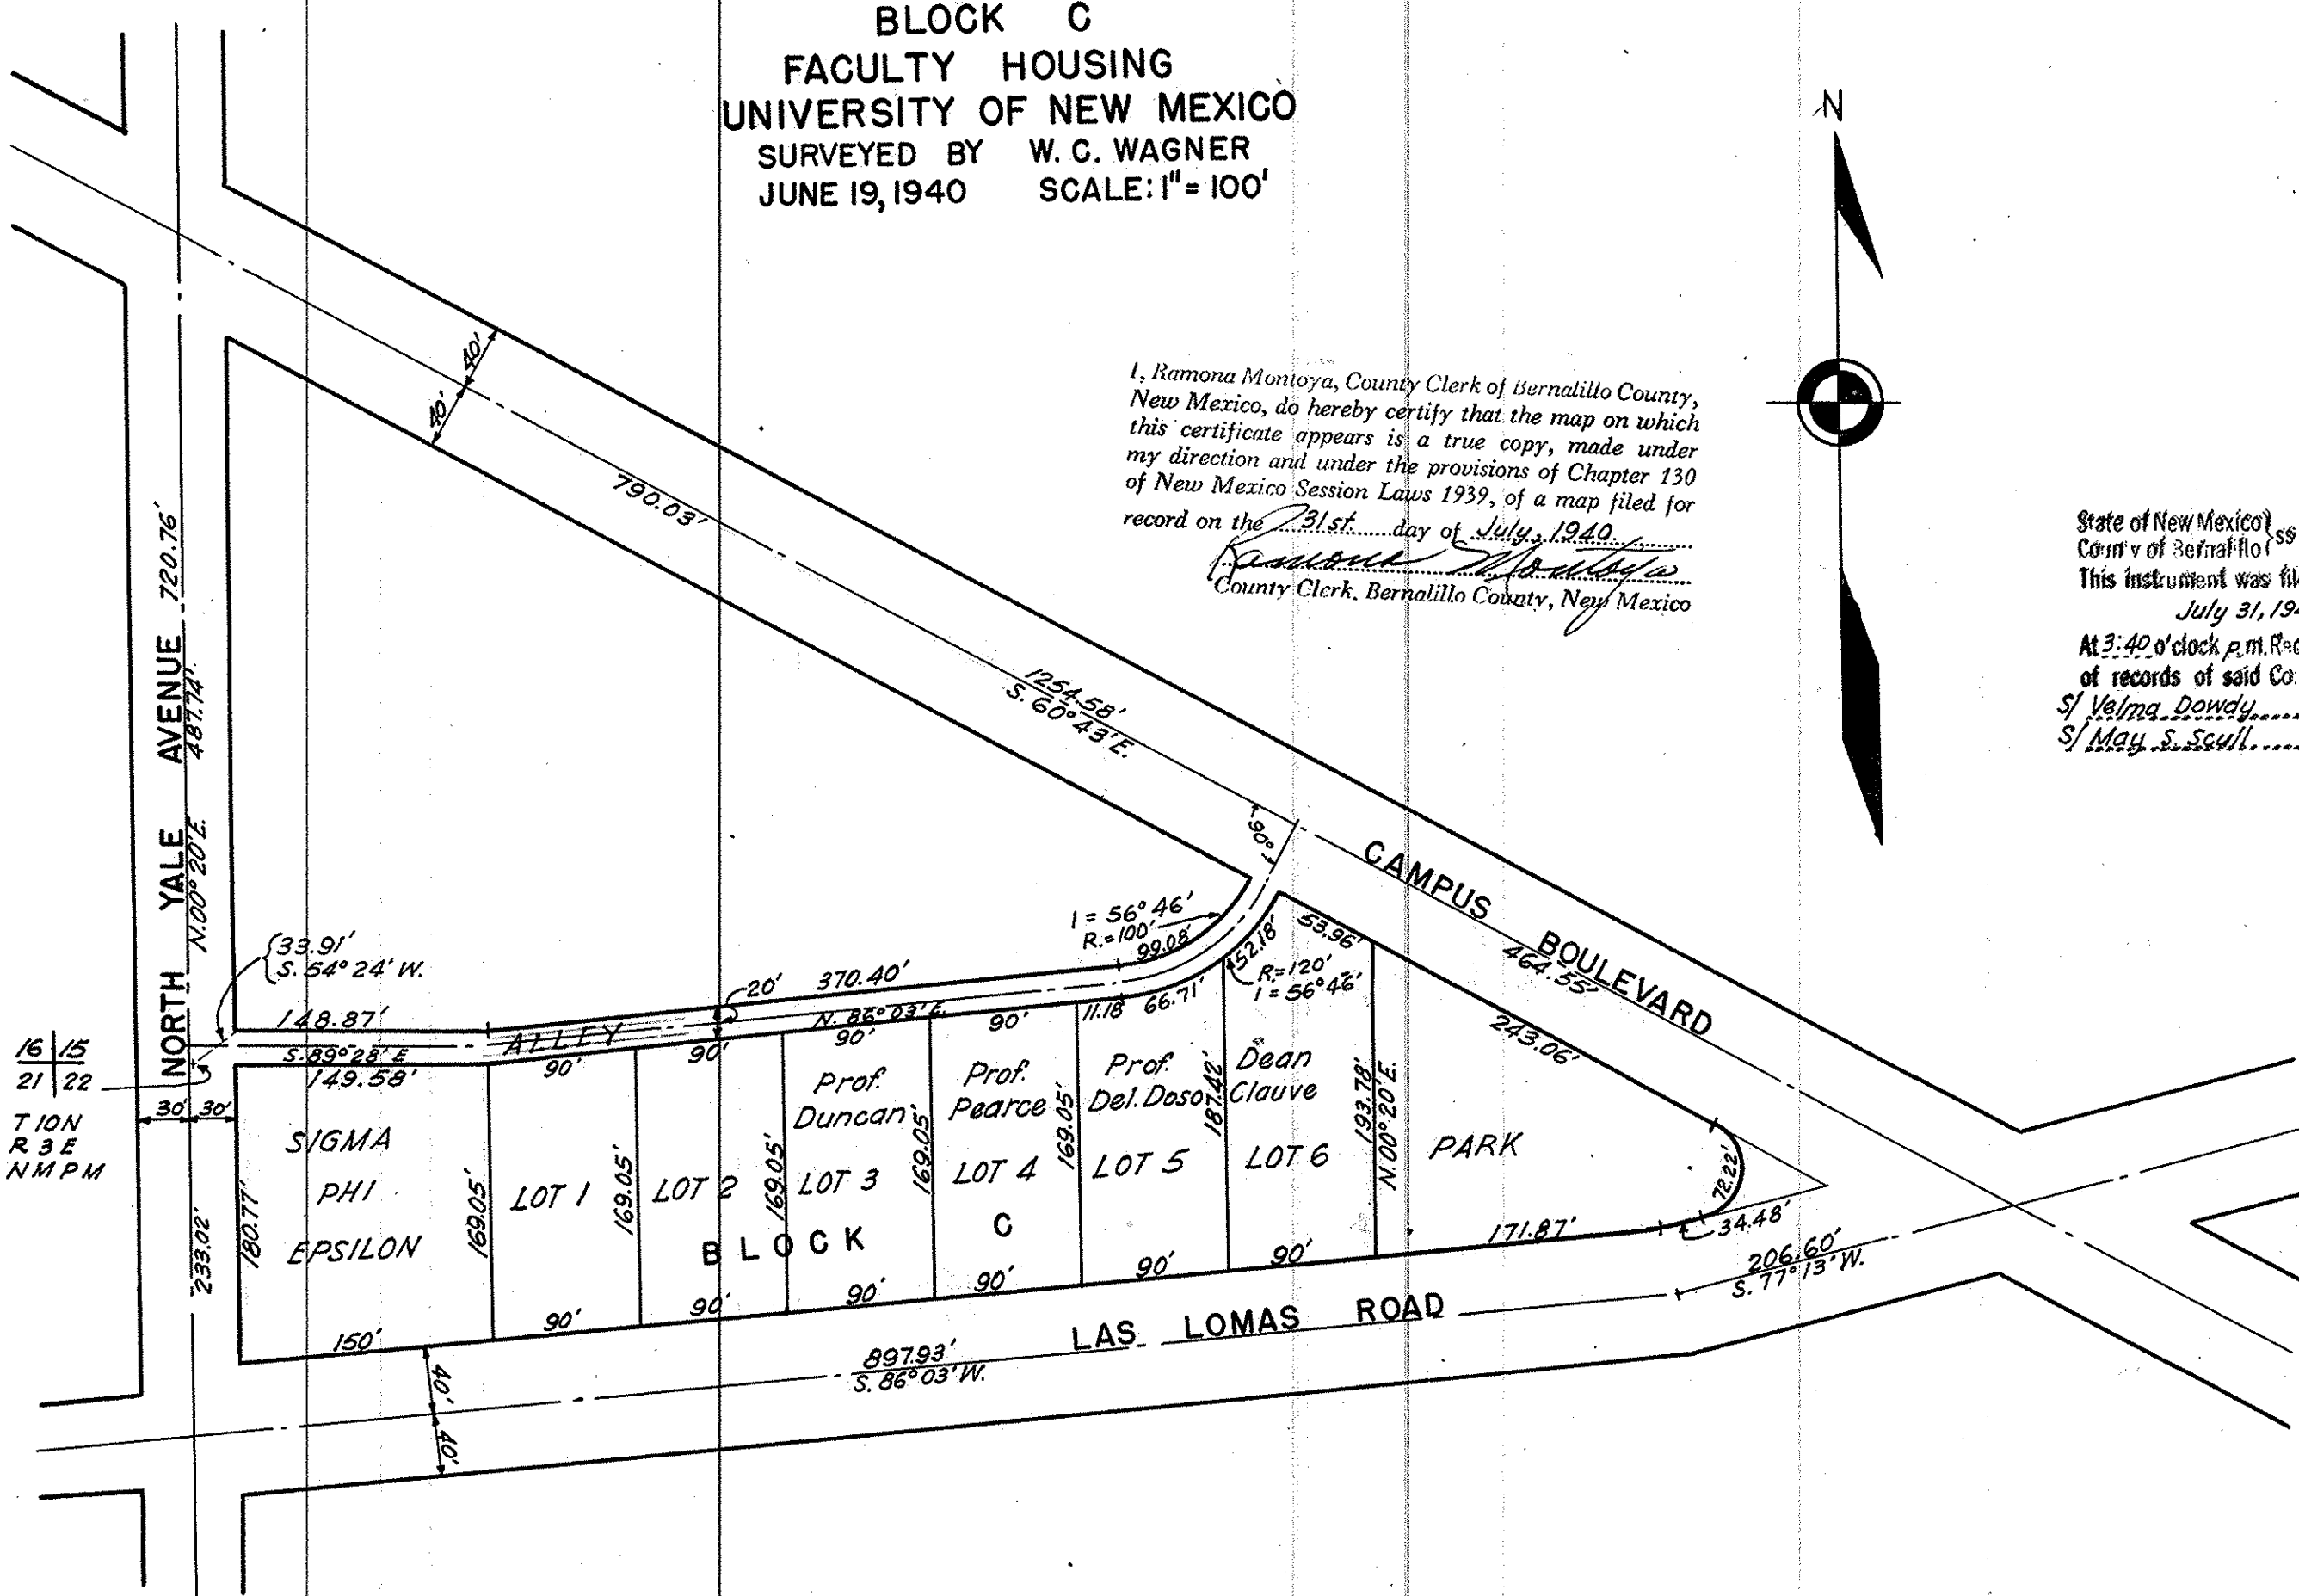 BLOCK C
FACULTY HOUSING
UNIVERSITY OF NEW MEXICO
SURVEYED BY W. C. WAGNER
JUNE 19, 1940 SCALE: 1" = 100'
N
I, Ramona Montoya, County Clerk of Bernalillo County,
New Mexico, do hereby certify that the map on which
this certificate appears is a true copy, made under
my direction and under the provisions of Chapter 130
of New Mexico Session Laws 1939, of a map filed for
record on the 31st. day of July, 1940.
Ramona Montoya
County Clerk, Bernalillo County, New Mexico
State of New Mexico } ss
County of Bernalillo
This instrument was fil
July 31, 194
At 3:40 o'clock p.m. Rec
of records of said Co.
S/ Velma Dowdy
S/ May S. Scull
40'
40'
790.03'
1254.58'
S. 60° 43' E.
NORTH YALE AVENUE 720.76'
N. 00° 20' E. 487.74'
90°
CAMPUS BOULEVARD
464.55'
33.91'
S. 54° 24' W.
I = 56° 46'
R. = 100'
99.08'
52.18'
53.96'
R = 120'
I = 56° 46'
148.87'
S. 89° 28' E
149.58'
ALLEY
20'
370.40'
N. 86° 03' E.
90'
90'
90'
90'
11.18
66.71'
243.06'
16 15
21 22
T 10 N
R 3 E
N M P M
30' 30'
233.02'
180.77'
SIGMA
PHI
EPSILON
169.05'
LOT 1
169.05'
LOT 2
169.05'
Prof.
Duncan
LOT 3
169.05'
Prof.
Pearce
LOT 4
169.05'
Prof.
Del. Doso
LOT 5
187.42'
Dean
Clauve
LOT 6
193.78'
N. 00° 20' E.
PARK
72.22'
34.48'
171.87'
BLOCK C
150'
90'
90'
90'
90'
90'
90'
206.60'
S. 77° 13' W.
LAS LOMAS ROAD
897.93'
S. 86° 03' W.
40'
40'